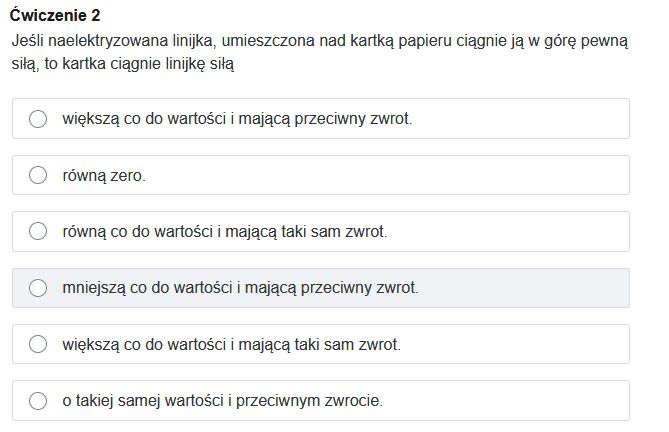 Ćwiczenie 2
Jeśli naelektryzowana linijka, umieszczona nad kartką papieru ciągnie ją w górę pewną
siłą, to kartka ciągnie linijkę siłą
większą co do wartości i mającą przeciwny zwrot.
równą zero.
równą co do wartości i mającą taki sam zwrot.
mniejszą co do wartości i mającą przeciwny zwrot.
większą co do wartości i mającą taki sam zwrot.
o takiej samej wartości i przeciwnym zwrocie.